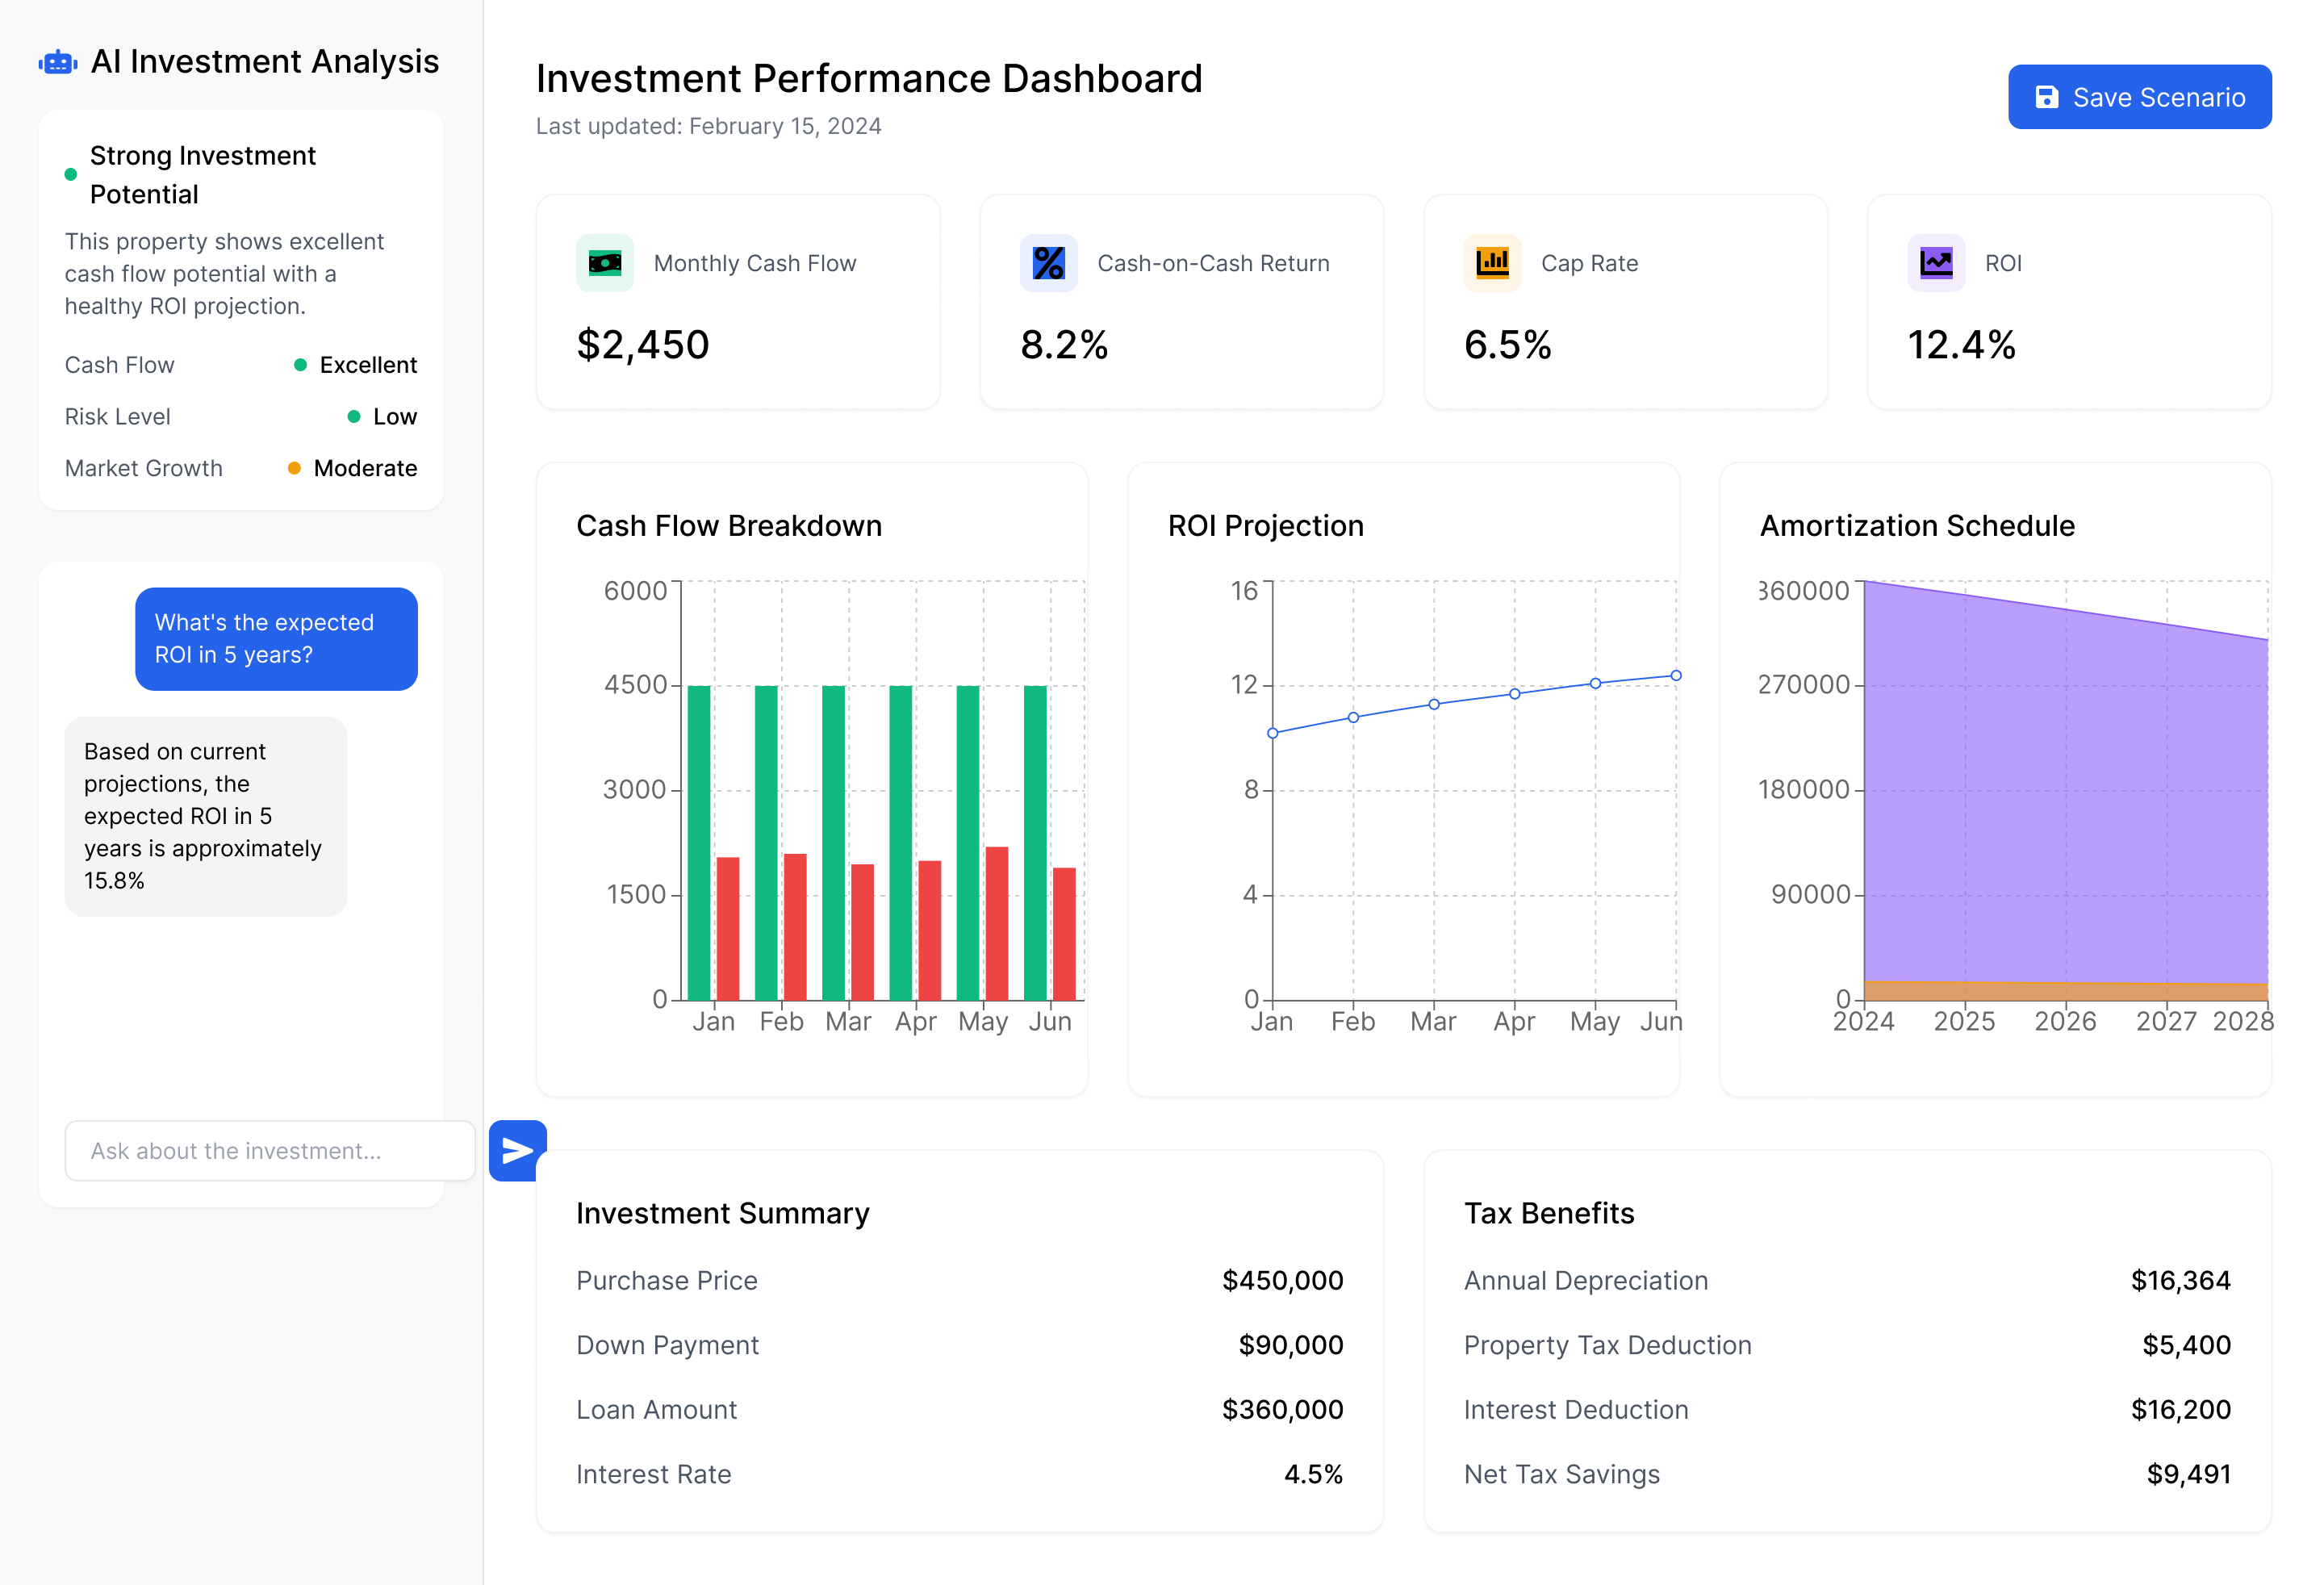 AI Investment Analysis
Strong Investment
Potential
This property shows excellent
cash flow potential with a
healthy ROI projection.
Cash Flow Excellent
Risk Level Low
Market Growth Moderate
What's the expected
ROI in 5 years?
Based on current
projections, the
expected ROI in 5
years is approximately
15.8%
Ask about the investment...
Investment Performance Dashboard
Last updated: February 15, 2024
Save Scenario
Monthly Cash Flow
$2,450
Cash-on-Cash Return
8.2%
Cap Rate
6.5%
ROI
12.4%
Cash Flow Breakdown
6000
4500
3000
1500
0
Jan Feb Mar Apr May Jun
ROI Projection
16
12
8
4
0
Jan Feb Mar Apr May Jun
Amortization Schedule
360000
270000
180000
90000
0
2024 2025 2026 2027 2028
Investment Summary
Purchase Price $450,000
Down Payment $90,000
Loan Amount $360,000
Interest Rate 4.5%
Tax Benefits
Annual Depreciation $16,364
Property Tax Deduction $5,400
Interest Deduction $16,200
Net Tax Savings $9,491